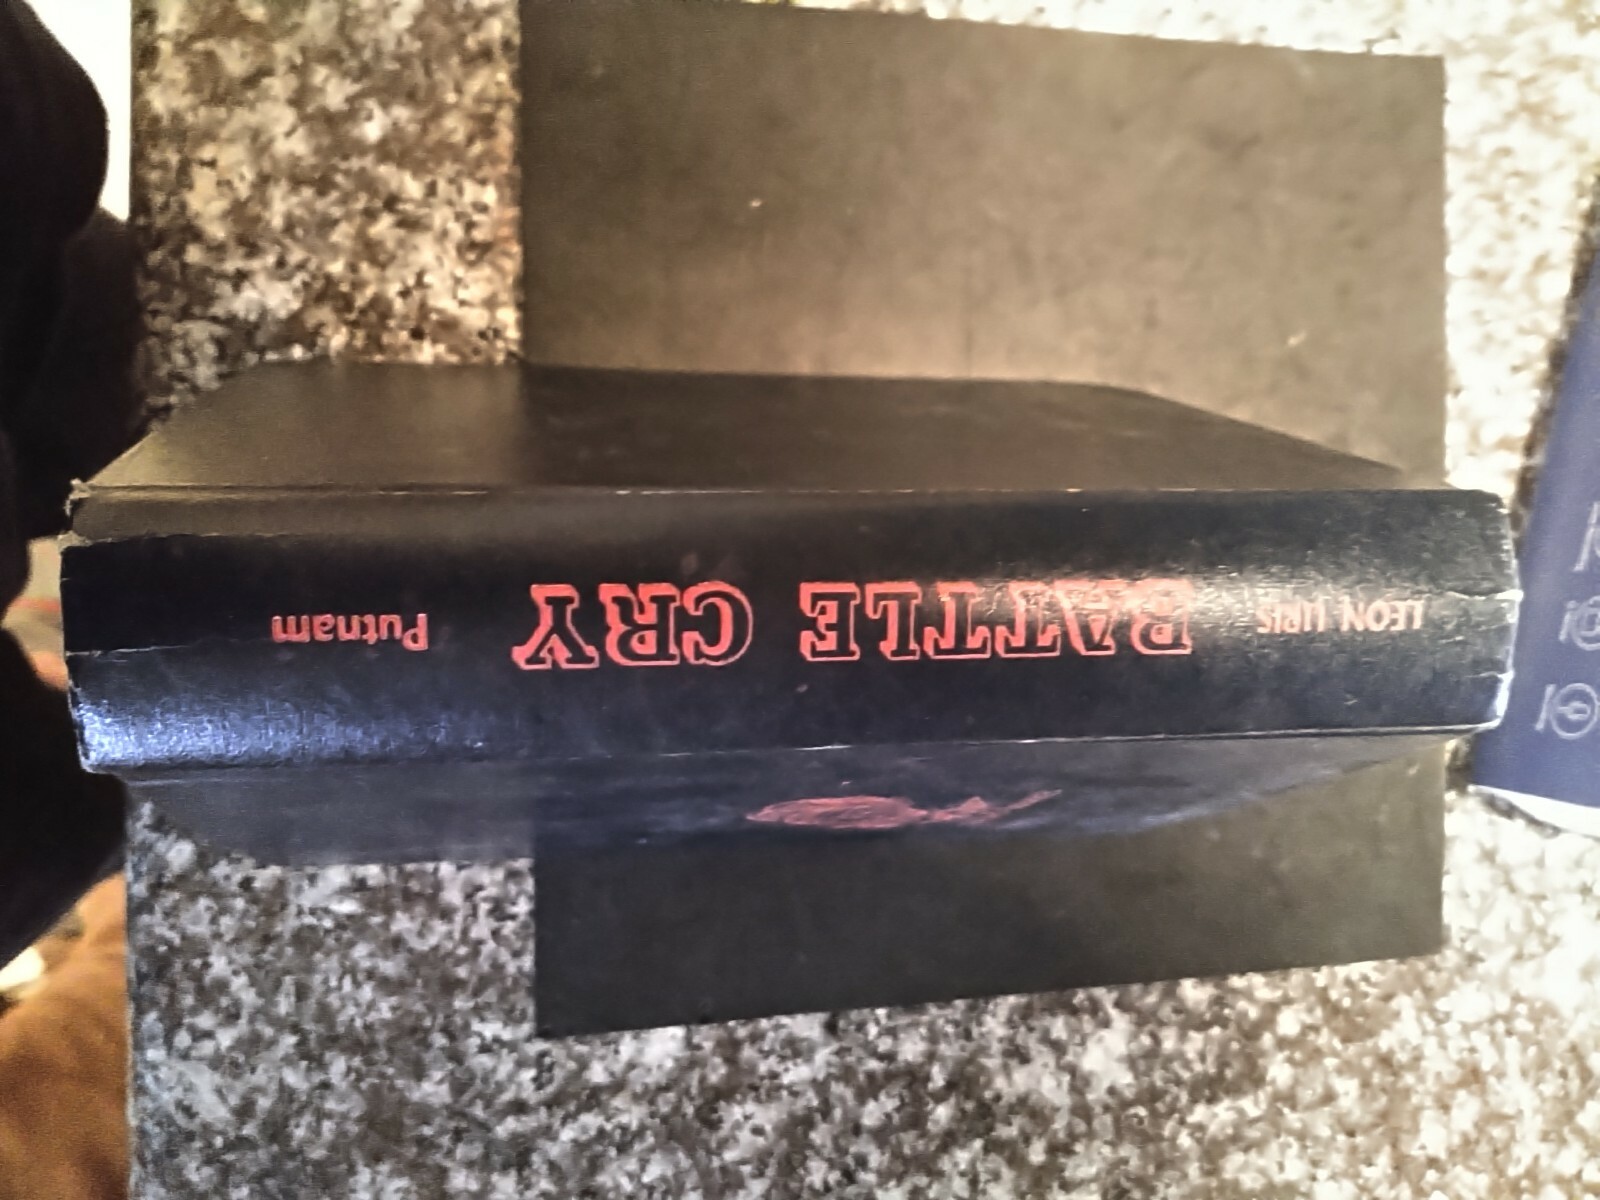 LEON URIS BATTLE CRY Putnam